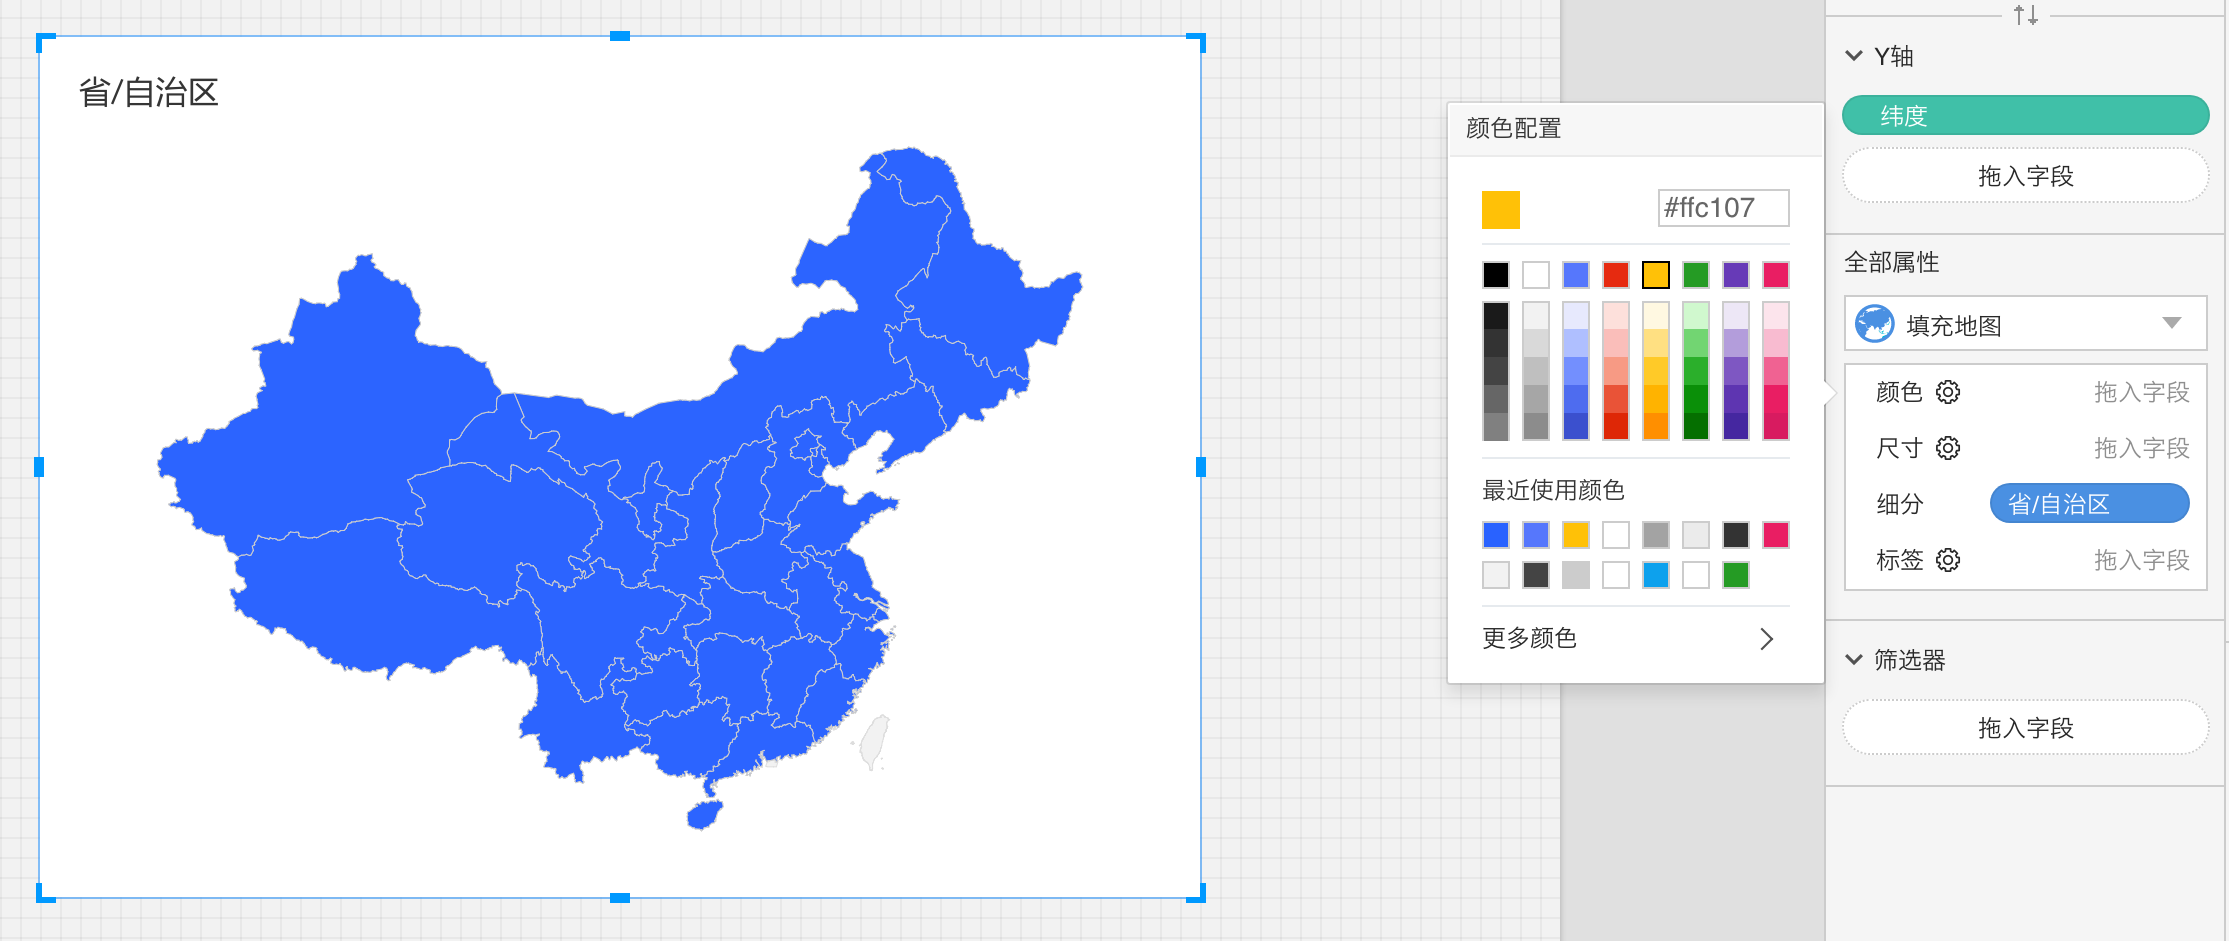 省/自治区
颜色配置
#ffc107
最近使用颜色
更多颜色
Y轴
纬度
拖入字段
全部属性
填充地图
颜色 拖入字段
尺寸 拖入字段
细分 省/自治区
标签 拖入字段
筛选器
拖入字段